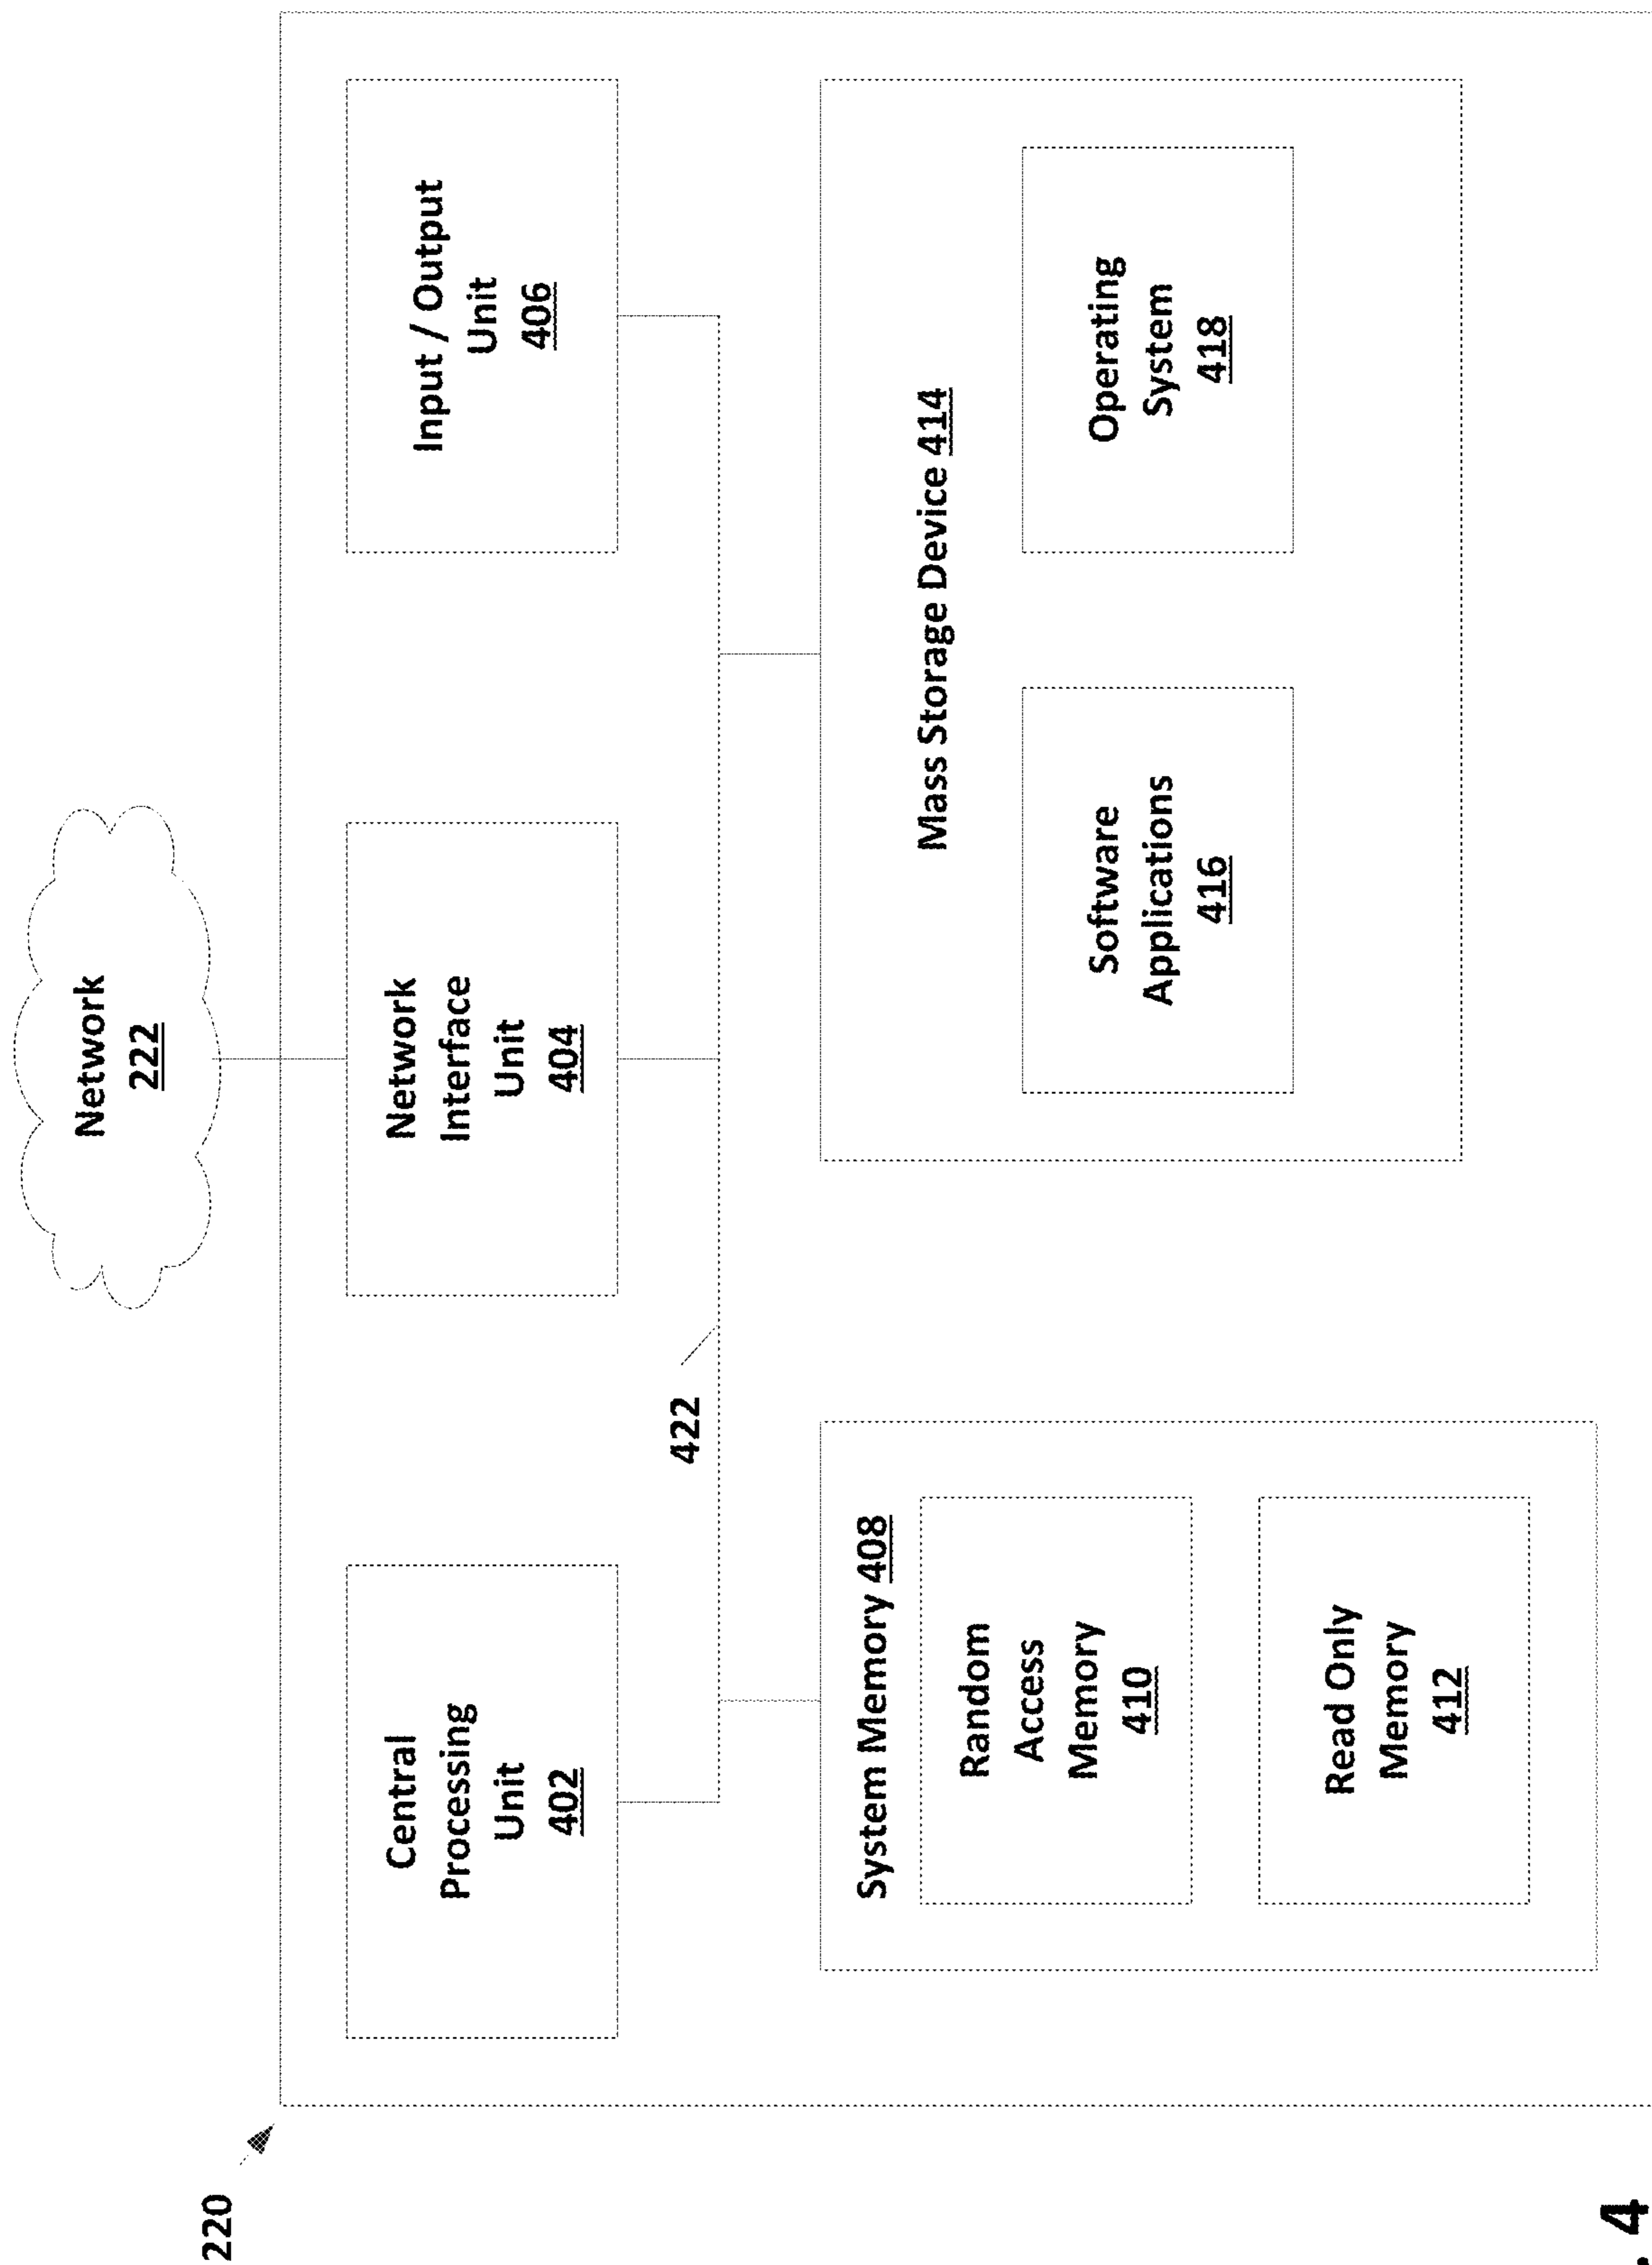 220
Network
222
Central
Processing
Unit
402
Network
Interface
Unit
404
Input / Output
Unit
406
422
System Memory 408
Random
Access
Memory
410
Read Only
Memory
412
Mass Storage Device 414
Software
Applications
416
Operating
System
418
. 4